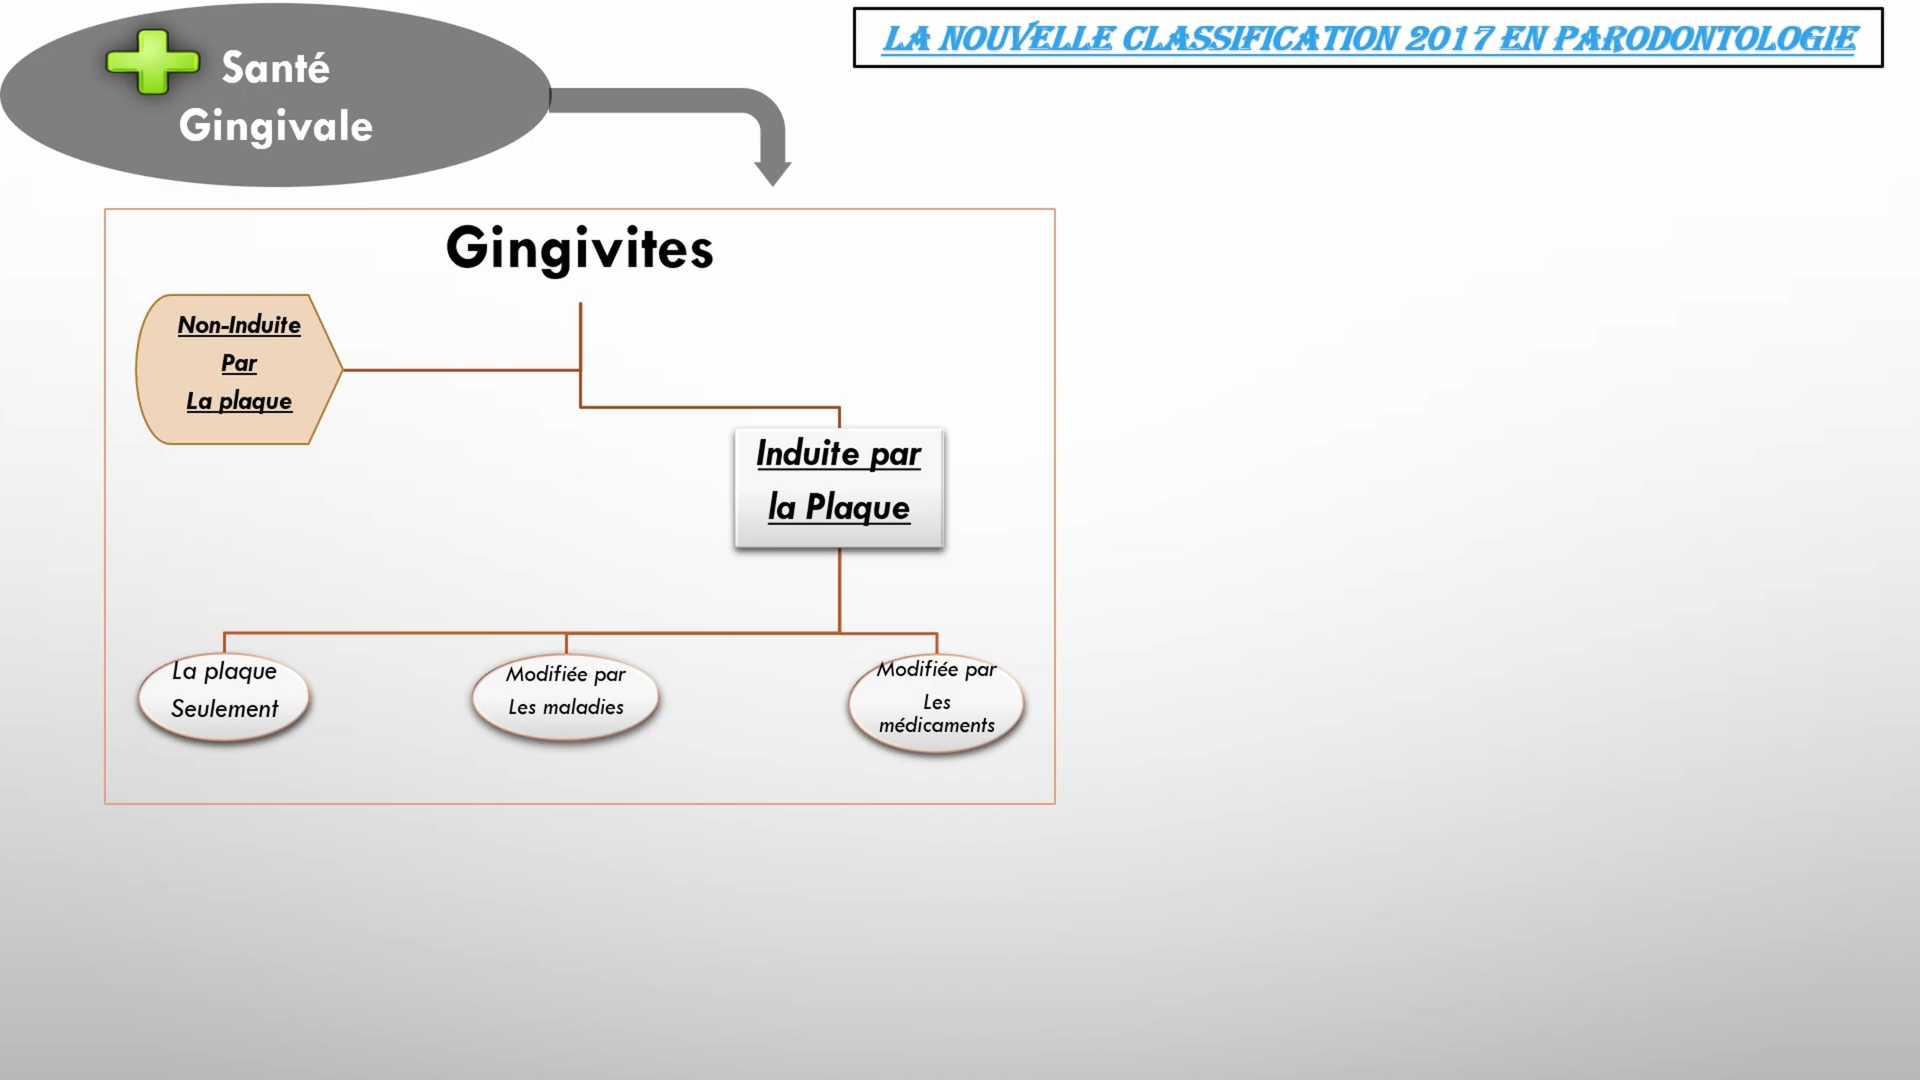 Santé
Gingivale
LA NOUVELLE CLASSIFICATION 2017 EN PARODONTOLOGIE
Gingivites
Non-Induite
Par
La plaque
Induite par
la Plaque
La plaque
Seulement
Modifiée par
Les maladies
Modifiée par
Les
médicaments